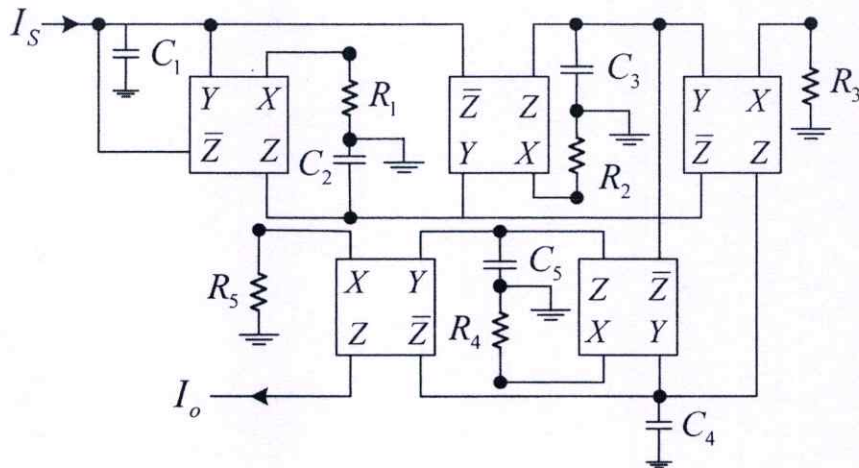 I_S C_1
Y X
Z̅ Z
R_1
C_2
Z̅ Z
Y X
C_3
R_2
Y X
Z̅ Z
R_3
R_5
X Y
Z Z̅
C_5
R_4
Z Z̅
X Y
I_o
C_4